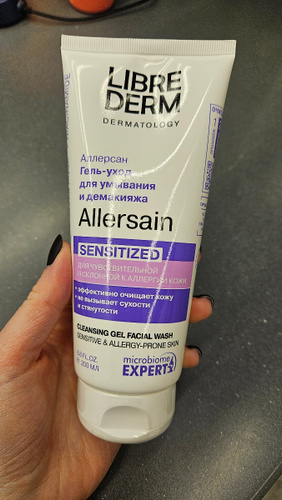 LIBRE
DERM
DERMATOLOGY
Аллерсан
Гель-уход
для умывания
и демакияжа
Allersain
SENSITIZED
ДЛЯ ЧУВСТВИТЕЛЬНОЙ
И СКЛОННОЙ К АЛЛЕРГИИ КОЖИ
• эффективно очищает кожу
• не вызывает сухости
и стянутости
CLEANSING GEL FACIAL WASH
SENSITIVE & ALLERGY-PRONE SKIN
microbiome
EXPERT
200 МЛ